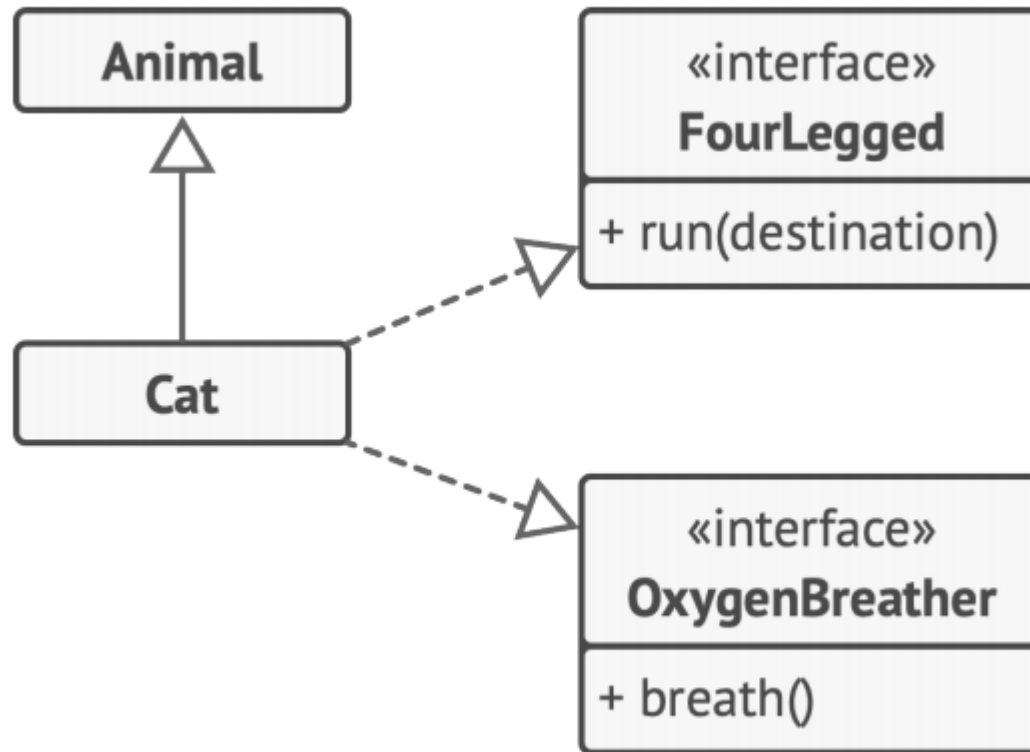 Animal
«interface»
FourLegged
+ run(destination)
Cat
«interface»
OxygenBreather
+ breath()